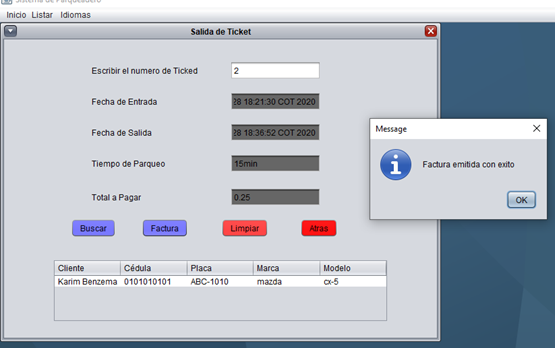 Sistema de Parqueadero
Inicio Listar Idiomas
Salida de Ticket
Escribir el numero de Ticked 2
Fecha de Entrada 28 18:21:30 COT 2020
Fecha de Salida 28 18:36:52 COT 2020
Tiempo de Parqueo 15min
Total a Pagar 0.25
Buscar Factura Limpiar Atras
Cliente Cédula Placa Marca Modelo
Karim Benzema 0101010101 ABC-1010 mazda cx-5
Message
Factura emitida con exito
OK